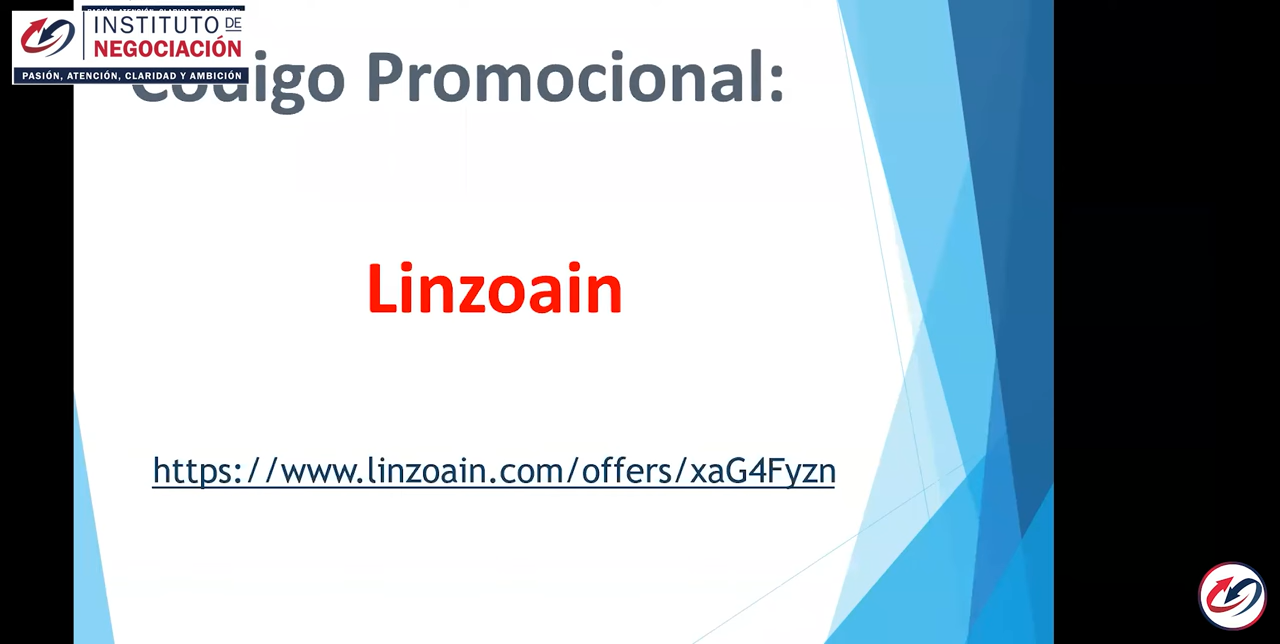 INSTITUTO DE
NEGOCIACIÓN
PASIÓN, ATENCIÓN, CLARIDAD Y AMBICIÓN
Código Promocional:
Linzoain
https://www.linzoain.com/offers/xaG4Fyzn